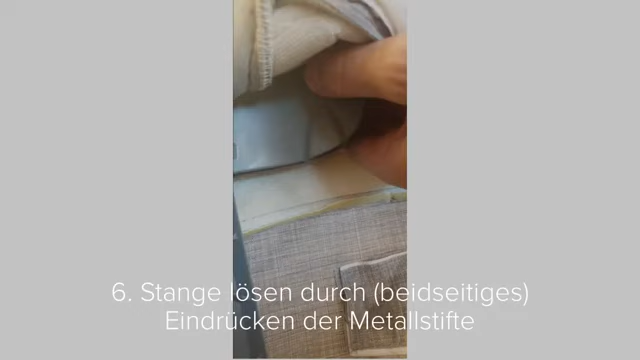 6. Stange lösen durch (beidseitiges)
Eindrücken der Metallstifte